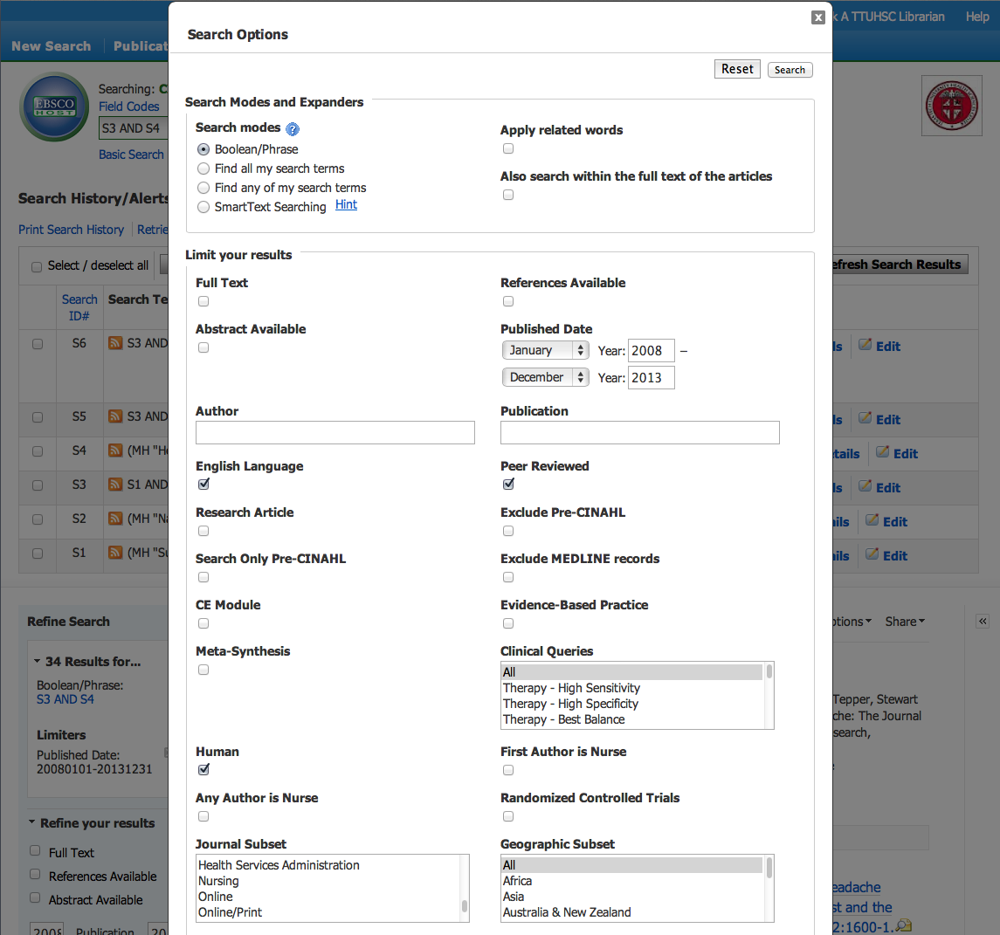 k A TTUHSC Librarian Help
New Search Publicat
EBSCO
HOST
Searching: C
Field Codes
S3 AND S4
Basic Search
Search History/Alerts
Print Search History Retrie
Select / deselect all
efresh Search Results
Search ID# Search Te
S6 S3 AND ls Edit
S5 S3 AND ls Edit
S4 (MH "He tails Edit
S3 S1 AND ls Edit
S2 (MH "Na ils Edit
S1 (MH "Su ils Edit
Refine Search
34 Results for...
Boolean/Phrase:
S3 AND S4
Limiters
Published Date:
20080101-20131231
Refine your results
Full Text
References Available
Abstract Available
2008 Publication 20
ptions Share «
Tepper, Stewart
che: The Journal
search,
eadache
st and the
2:1600-1.
x
Search Options
Reset Search
Search Modes and Expanders
Search modes ?
Boolean/Phrase
Find all my search terms
Find any of my search terms
SmartText Searching Hint
Apply related words
Also search within the full text of the articles
Limit your results
Full Text
References Available
Abstract Available
Published Date
January Year: 2008 –
December Year: 2013
Author
Publication
English Language
Peer Reviewed
Research Article
Exclude Pre-CINAHL
Search Only Pre-CINAHL
Exclude MEDLINE records
CE Module
Evidence-Based Practice
Meta-Synthesis
Clinical Queries
All
Therapy - High Sensitivity
Therapy - High Specificity
Therapy - Best Balance
Human
First Author is Nurse
Any Author is Nurse
Randomized Controlled Trials
Journal Subset
Health Services Administration
Nursing
Online
Online/Print
Geographic Subset
All
Africa
Asia
Australia & New Zealand